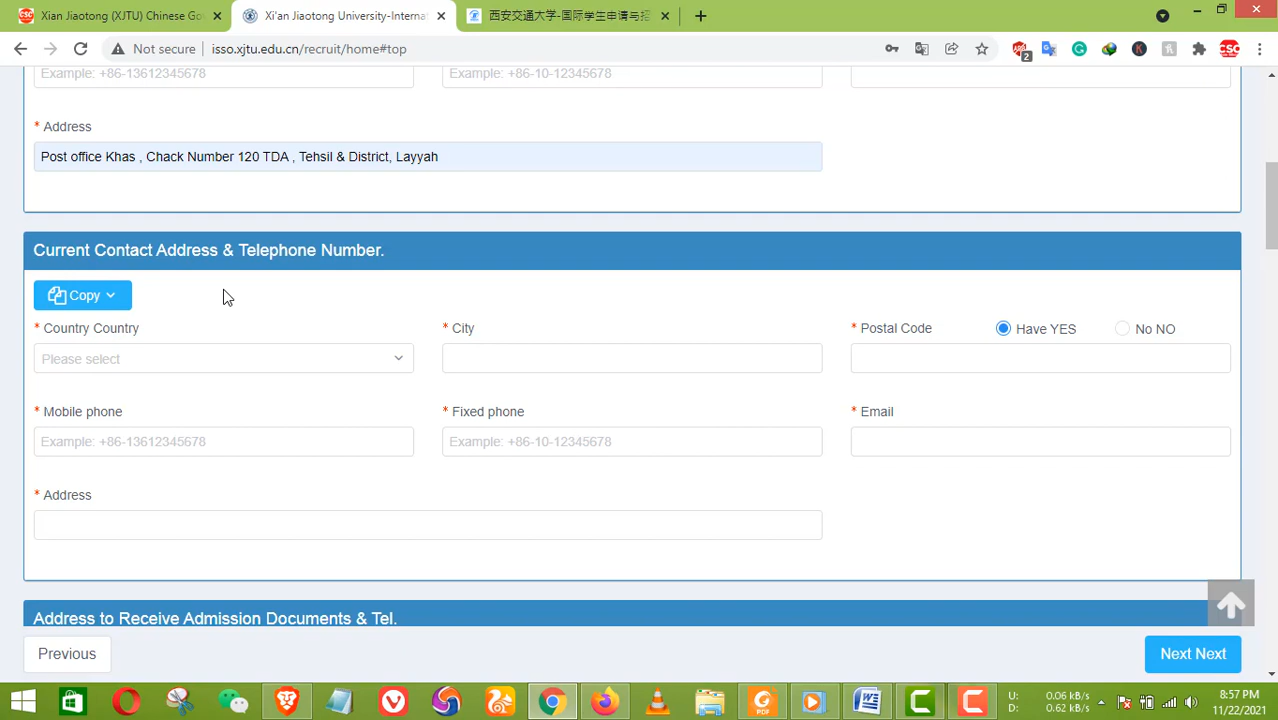 Xian Jiaotong (XJTU) Chinese Gov
Xi'an Jiaotong University-Interna
西安交通大学-国际学生申请与招
Not secure isso.xjtu.edu.cn/recruit/home#top
2
Example: +86-13612345678 Example: +86-10-12345678
* Address
Post office Khas , Chack Number 120 TDA , Tehsil & District, Layyah
Current Contact Address & Telephone Number.
Copy
* Country Country * City * Postal Code Have YES No NO
Please select
* Mobile phone * Fixed phone * Email
Example: +86-13612345678 Example: +86-10-12345678
* Address
Address to Receive Admission Documents & Tel.
Previous Next Next
U: 0.06 kB/s 8:57 PM
D: 0.62 kB/s 11/22/2021